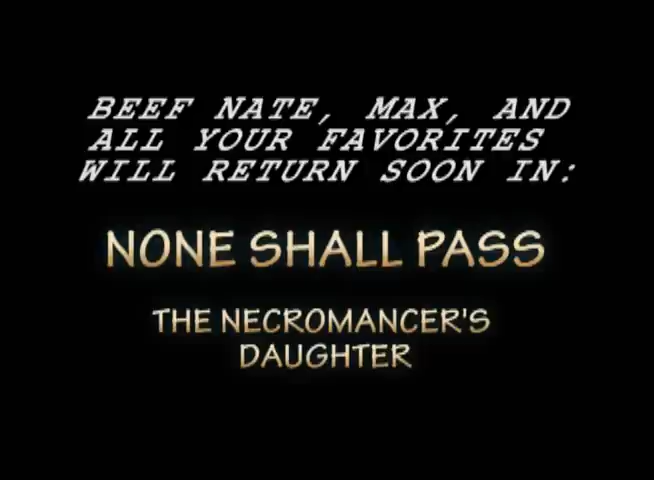 BEEF NATE, MAX, AND
ALL YOUR FAVORITES
WILL RETURN SOON IN:
NONE SHALL PASS
THE NECROMANCER'S
DAUGHTER